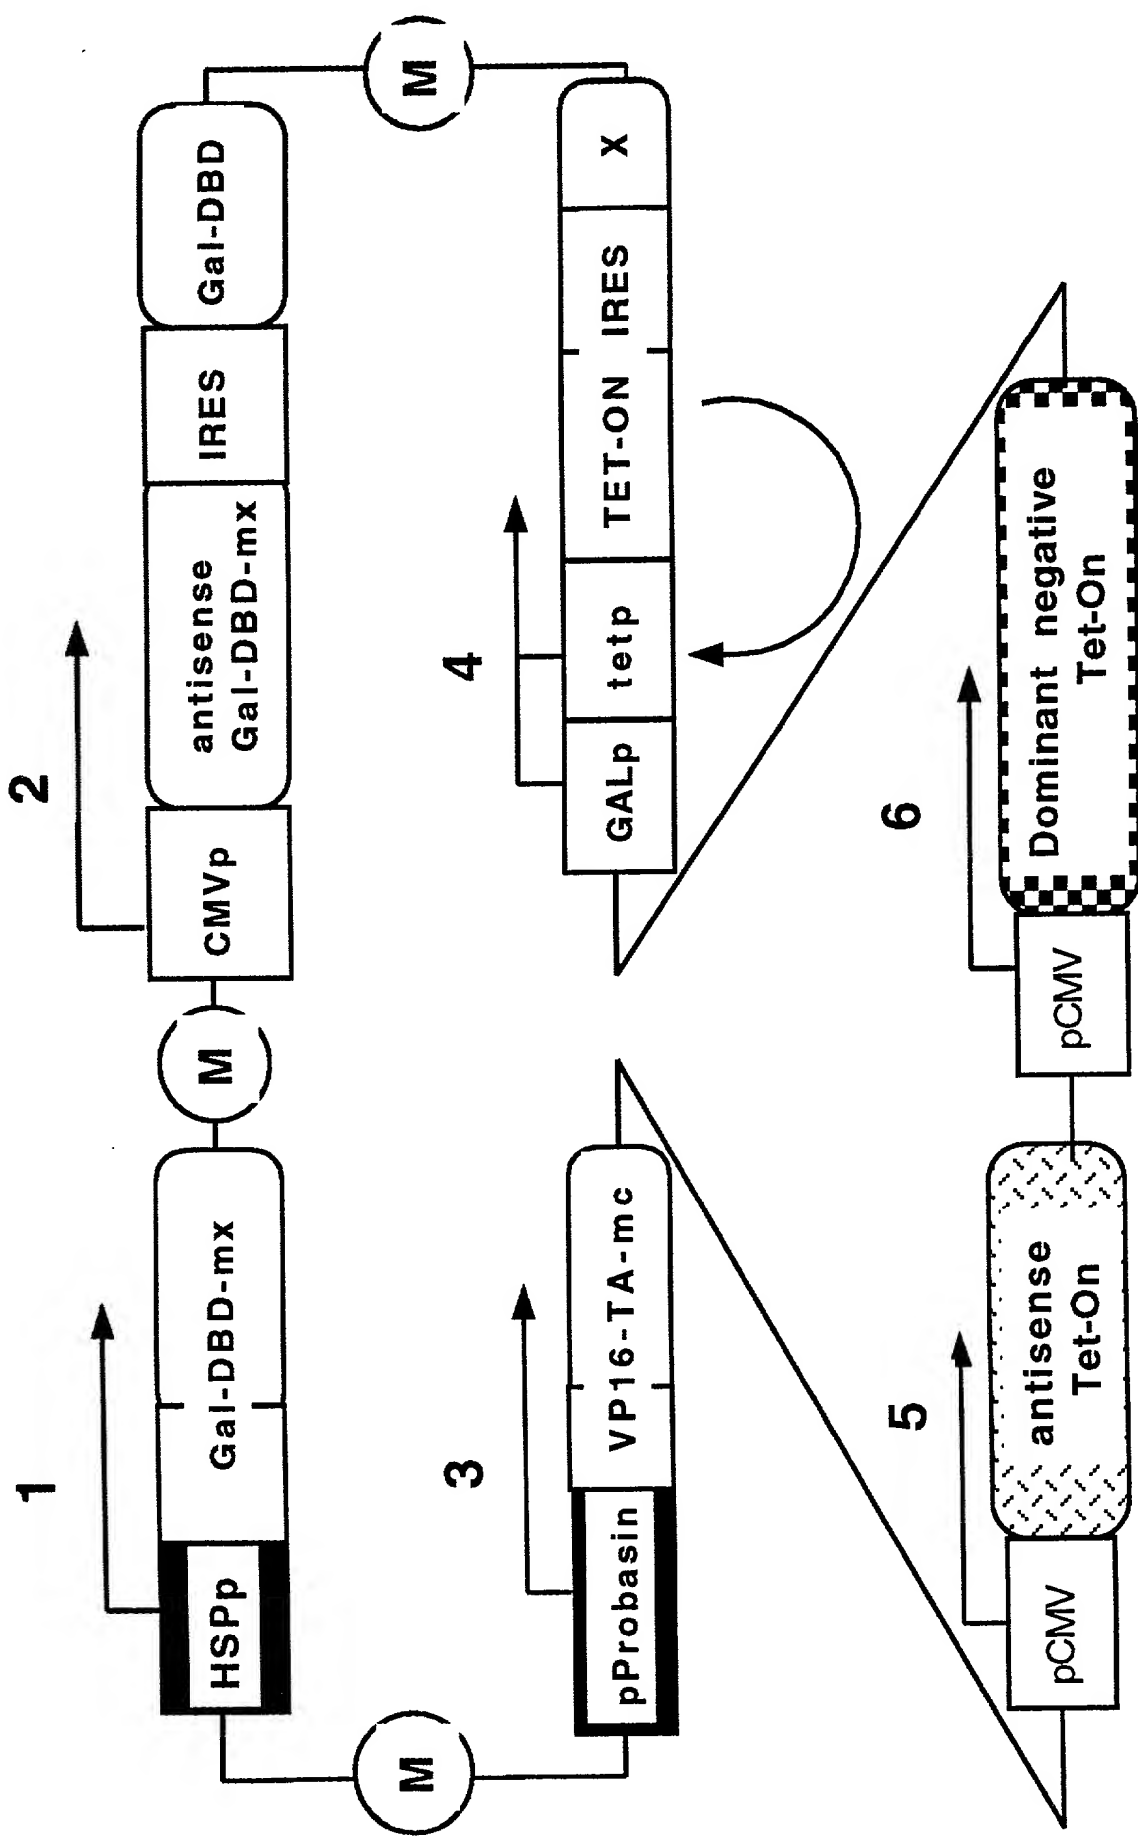 1
HSPp
Gal-DBD-mx
M
2
CMVp
antisense
Gal-DBD-mx
IRES
Gal-DBD
M
M
3
pProbasin
VP16-TA-mc
4
GALp
tetp
TET-ON
IRES
X
5
pCMV
antisense
Tet-On
6
pCMV
Dominant negative
Tet-On